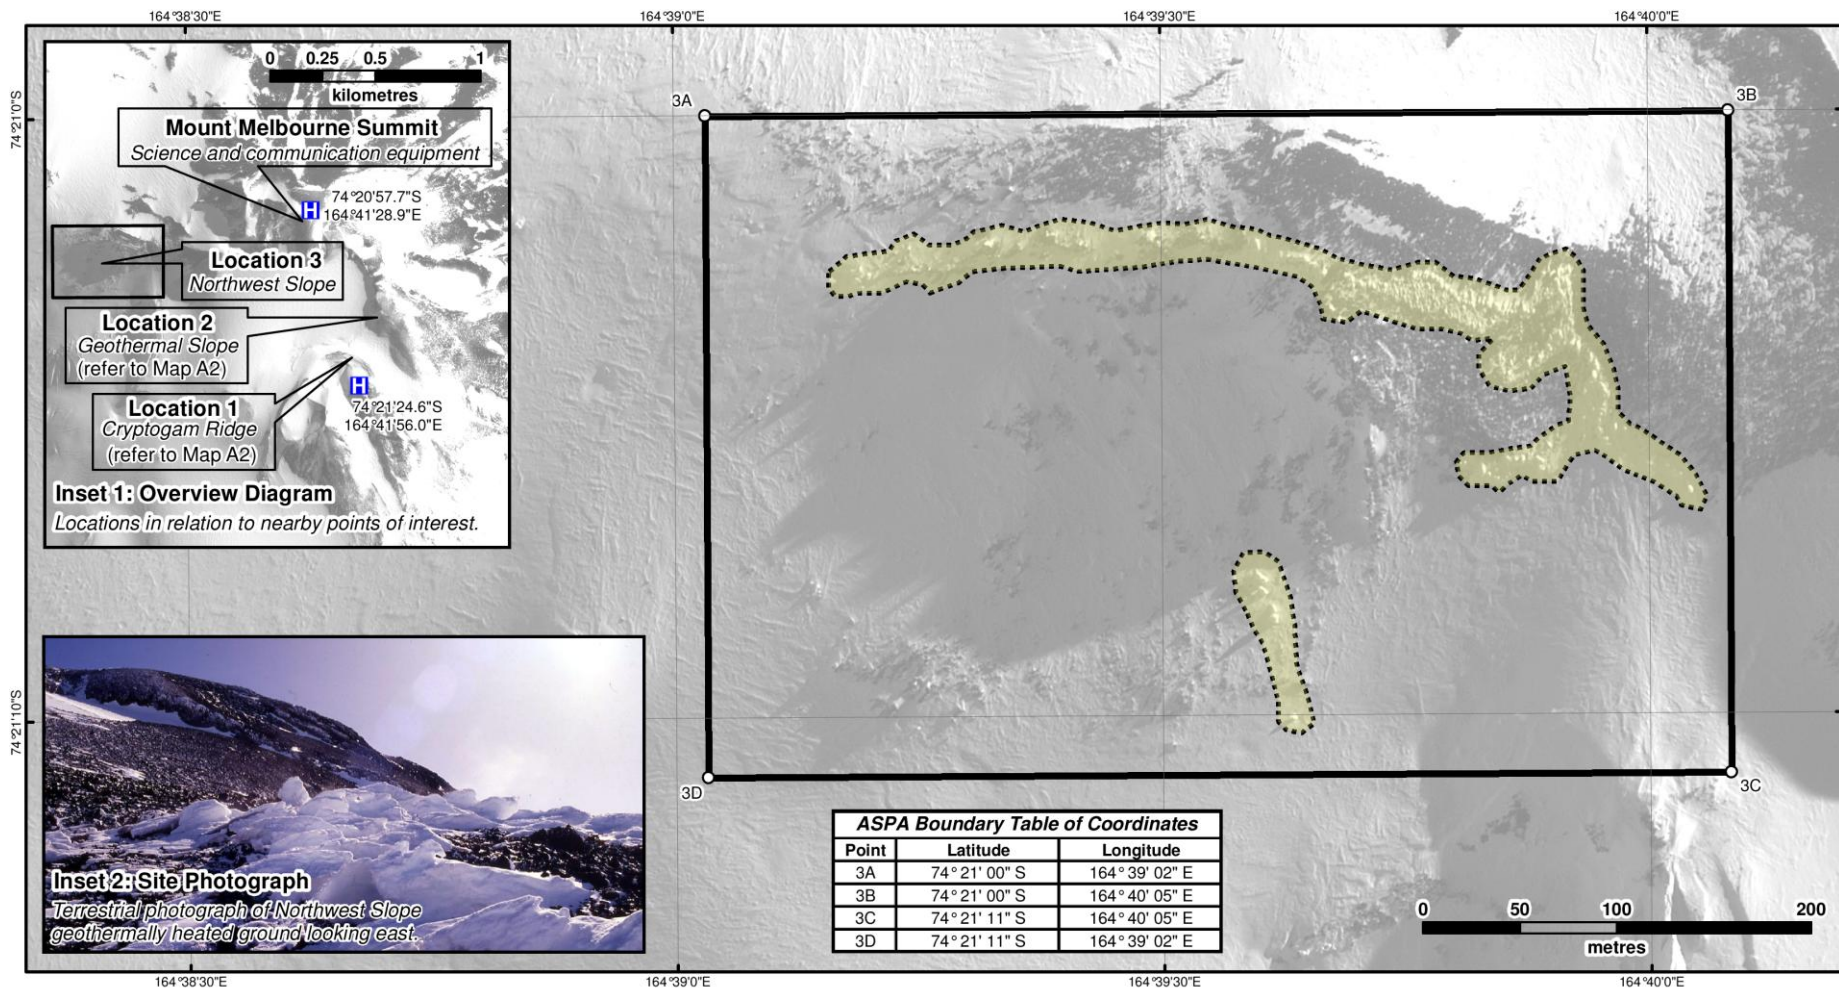 164°38'30"E
164°39'0"E
164°39'30"E
164°40'0"E
74°21'0"S
74°21'10"S
0 0.25 0.5 1
kilometres
Mount Melbourne Summit
Science and communication equipment
H
74°20'57.7"S
164°41'28.9"E
Location 3
Northwest Slope
Location 2
Geothermal Slope
(refer to Map A2)
Location 1
Cryptogam Ridge
(refer to Map A2)
H
74°21'24.6"S
164°41'56.0"E
Inset 1: Overview Diagram
Locations in relation to nearby points of interest.
3A
3B
3C
3D
Inset 2: Site Photograph
Terrestrial photograph of Northwest Slope
geothermally heated ground looking east.
ASPA Boundary Table of Coordinates
Point Latitude Longitude
3A 74° 21' 00" S 164° 39' 02" E
3B 74° 21' 00" S 164° 40' 05" E
3C 74° 21' 11" S 164° 40' 05" E
3D 74° 21' 11" S 164° 39' 02" E
0 50 100 200
metres
164°38'30"E
164°39'0"E
164°39'30"E
164°40'0"E